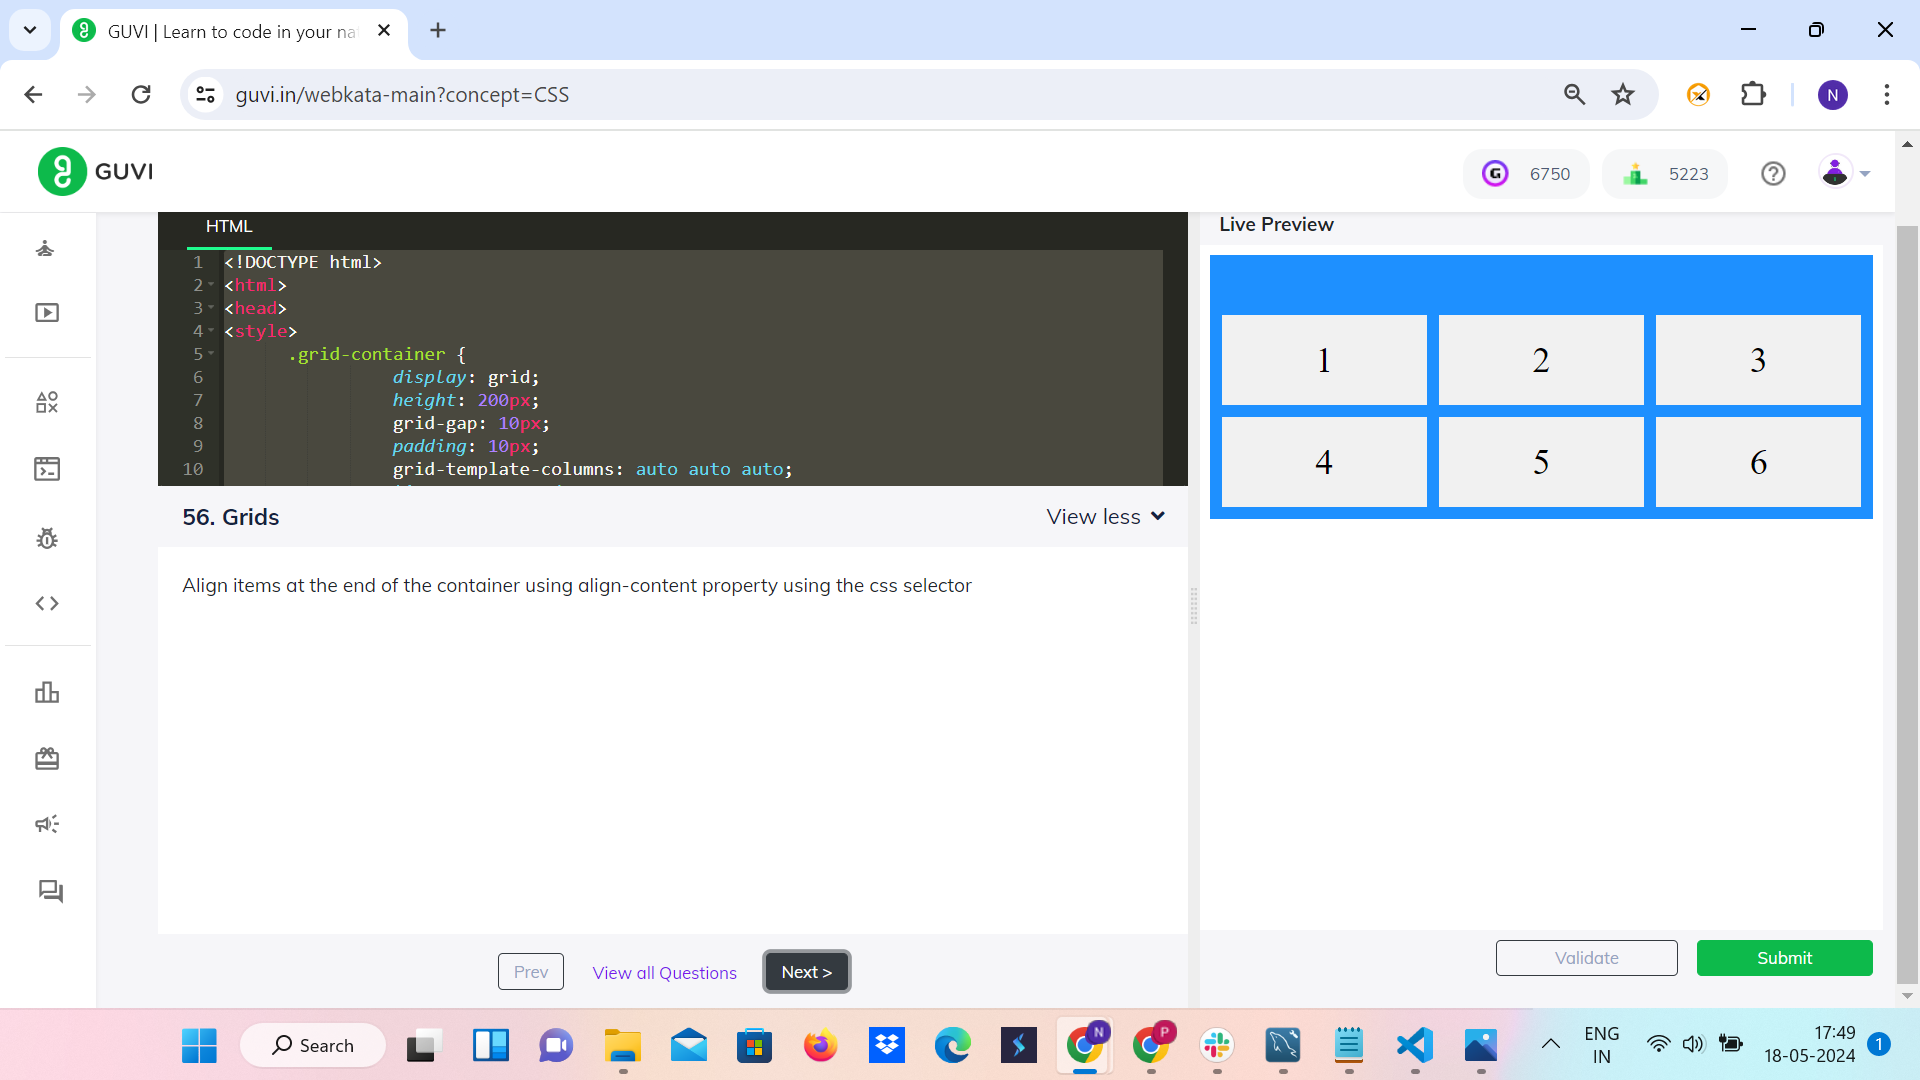 GUVI | Learn to code in your na
guvi.in/webkata-main?concept=CSS
N
GUVI
G
6750
5223
HTML
1 <!DOCTYPE html>
2 <html>
3 <head>
4 <style>
5 .grid-container {
6 display: grid;
7 height: 200px;
8 grid-gap: 10px;
9 padding: 10px;
10 grid-template-columns: auto auto auto;
56. Grids
View less
Align items at the end of the container using align-content property using the css selector
Prev
View all Questions
Next >
Live Preview
1 2 3
4 5 6
Validate
Submit
Search
N
P
ENG
IN
17:49
18-05-2024
1